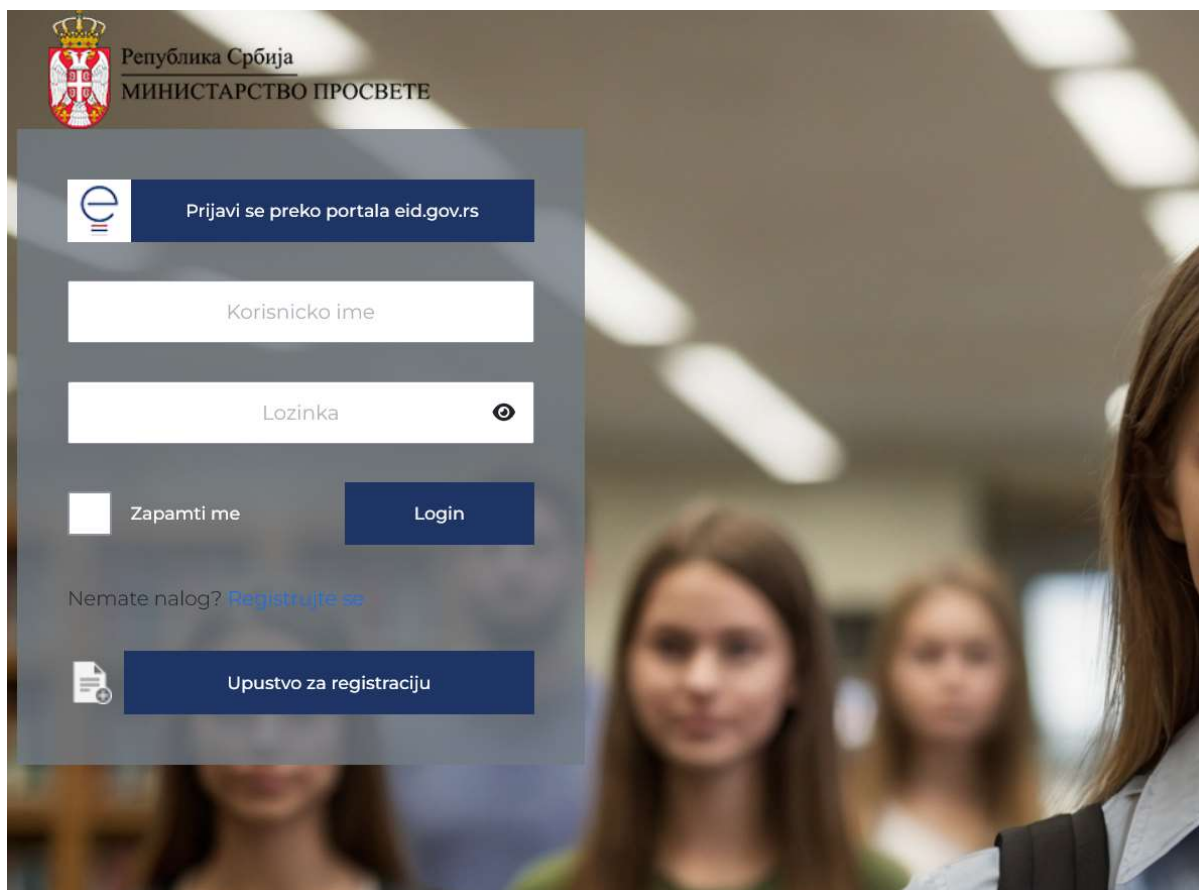 Република Србија
МИНИСТАРСТВО ПРОСВЕТЕ
Prijavi se preko portala eid.gov.rs
Korisnicko ime
Lozinka
Zapamti me
Login
Nemate nalog? Registrujte se
Upustvo za registraciju